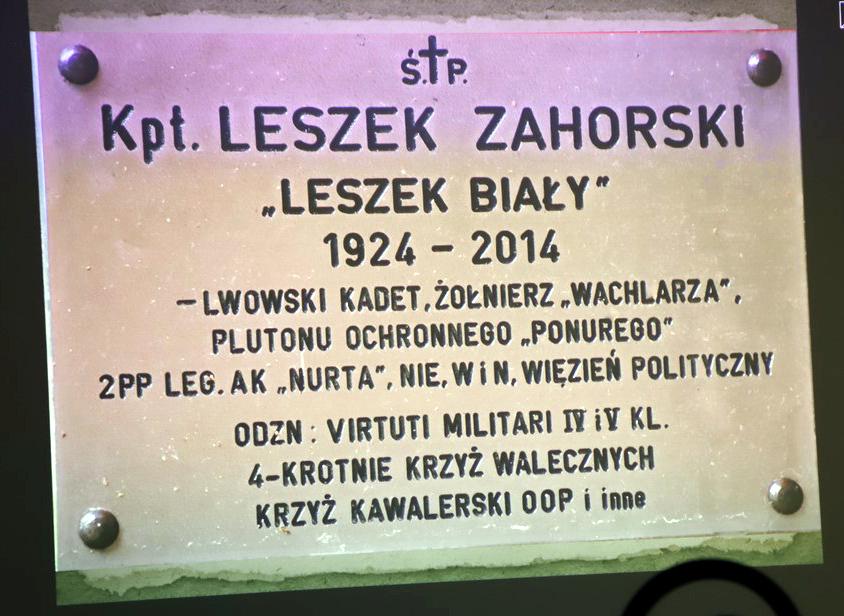 Ś.✝P.
Kpt. LESZEK ZAHORSKI
„LESZEK BIAŁY"
1924 – 2014
– LWOWSKI KADET, ŻOŁNIERZ „WACHLARZA",
PLUTONU OCHRONNEGO „PONUREGO"
2PP LEG. AK „NURTA", NIE, W i N, WIĘZIEŃ POLITYCZNY
ODZN : VIRTUTI MILITARI IV i V KL.
4-KROTNIE KRZYŻ WALECZNYCH
KRZYŻ KAWALERSKI OOP i inne